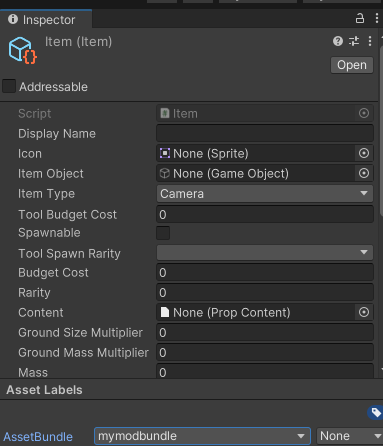 Inspector
Item (Item)
Open
Addressable
Script Item
Display Name
Icon None (Sprite)
Item Object None (Game Object)
Item Type Camera
Tool Budget Cost 0
Spawnable
Tool Spawn Rarity
Budget Cost 0
Rarity 0
Content None (Prop Content)
Ground Size Multiplier 0
Ground Mass Multiplier 0
Mass 0
Asset Labels
AssetBundle mymodbundle None